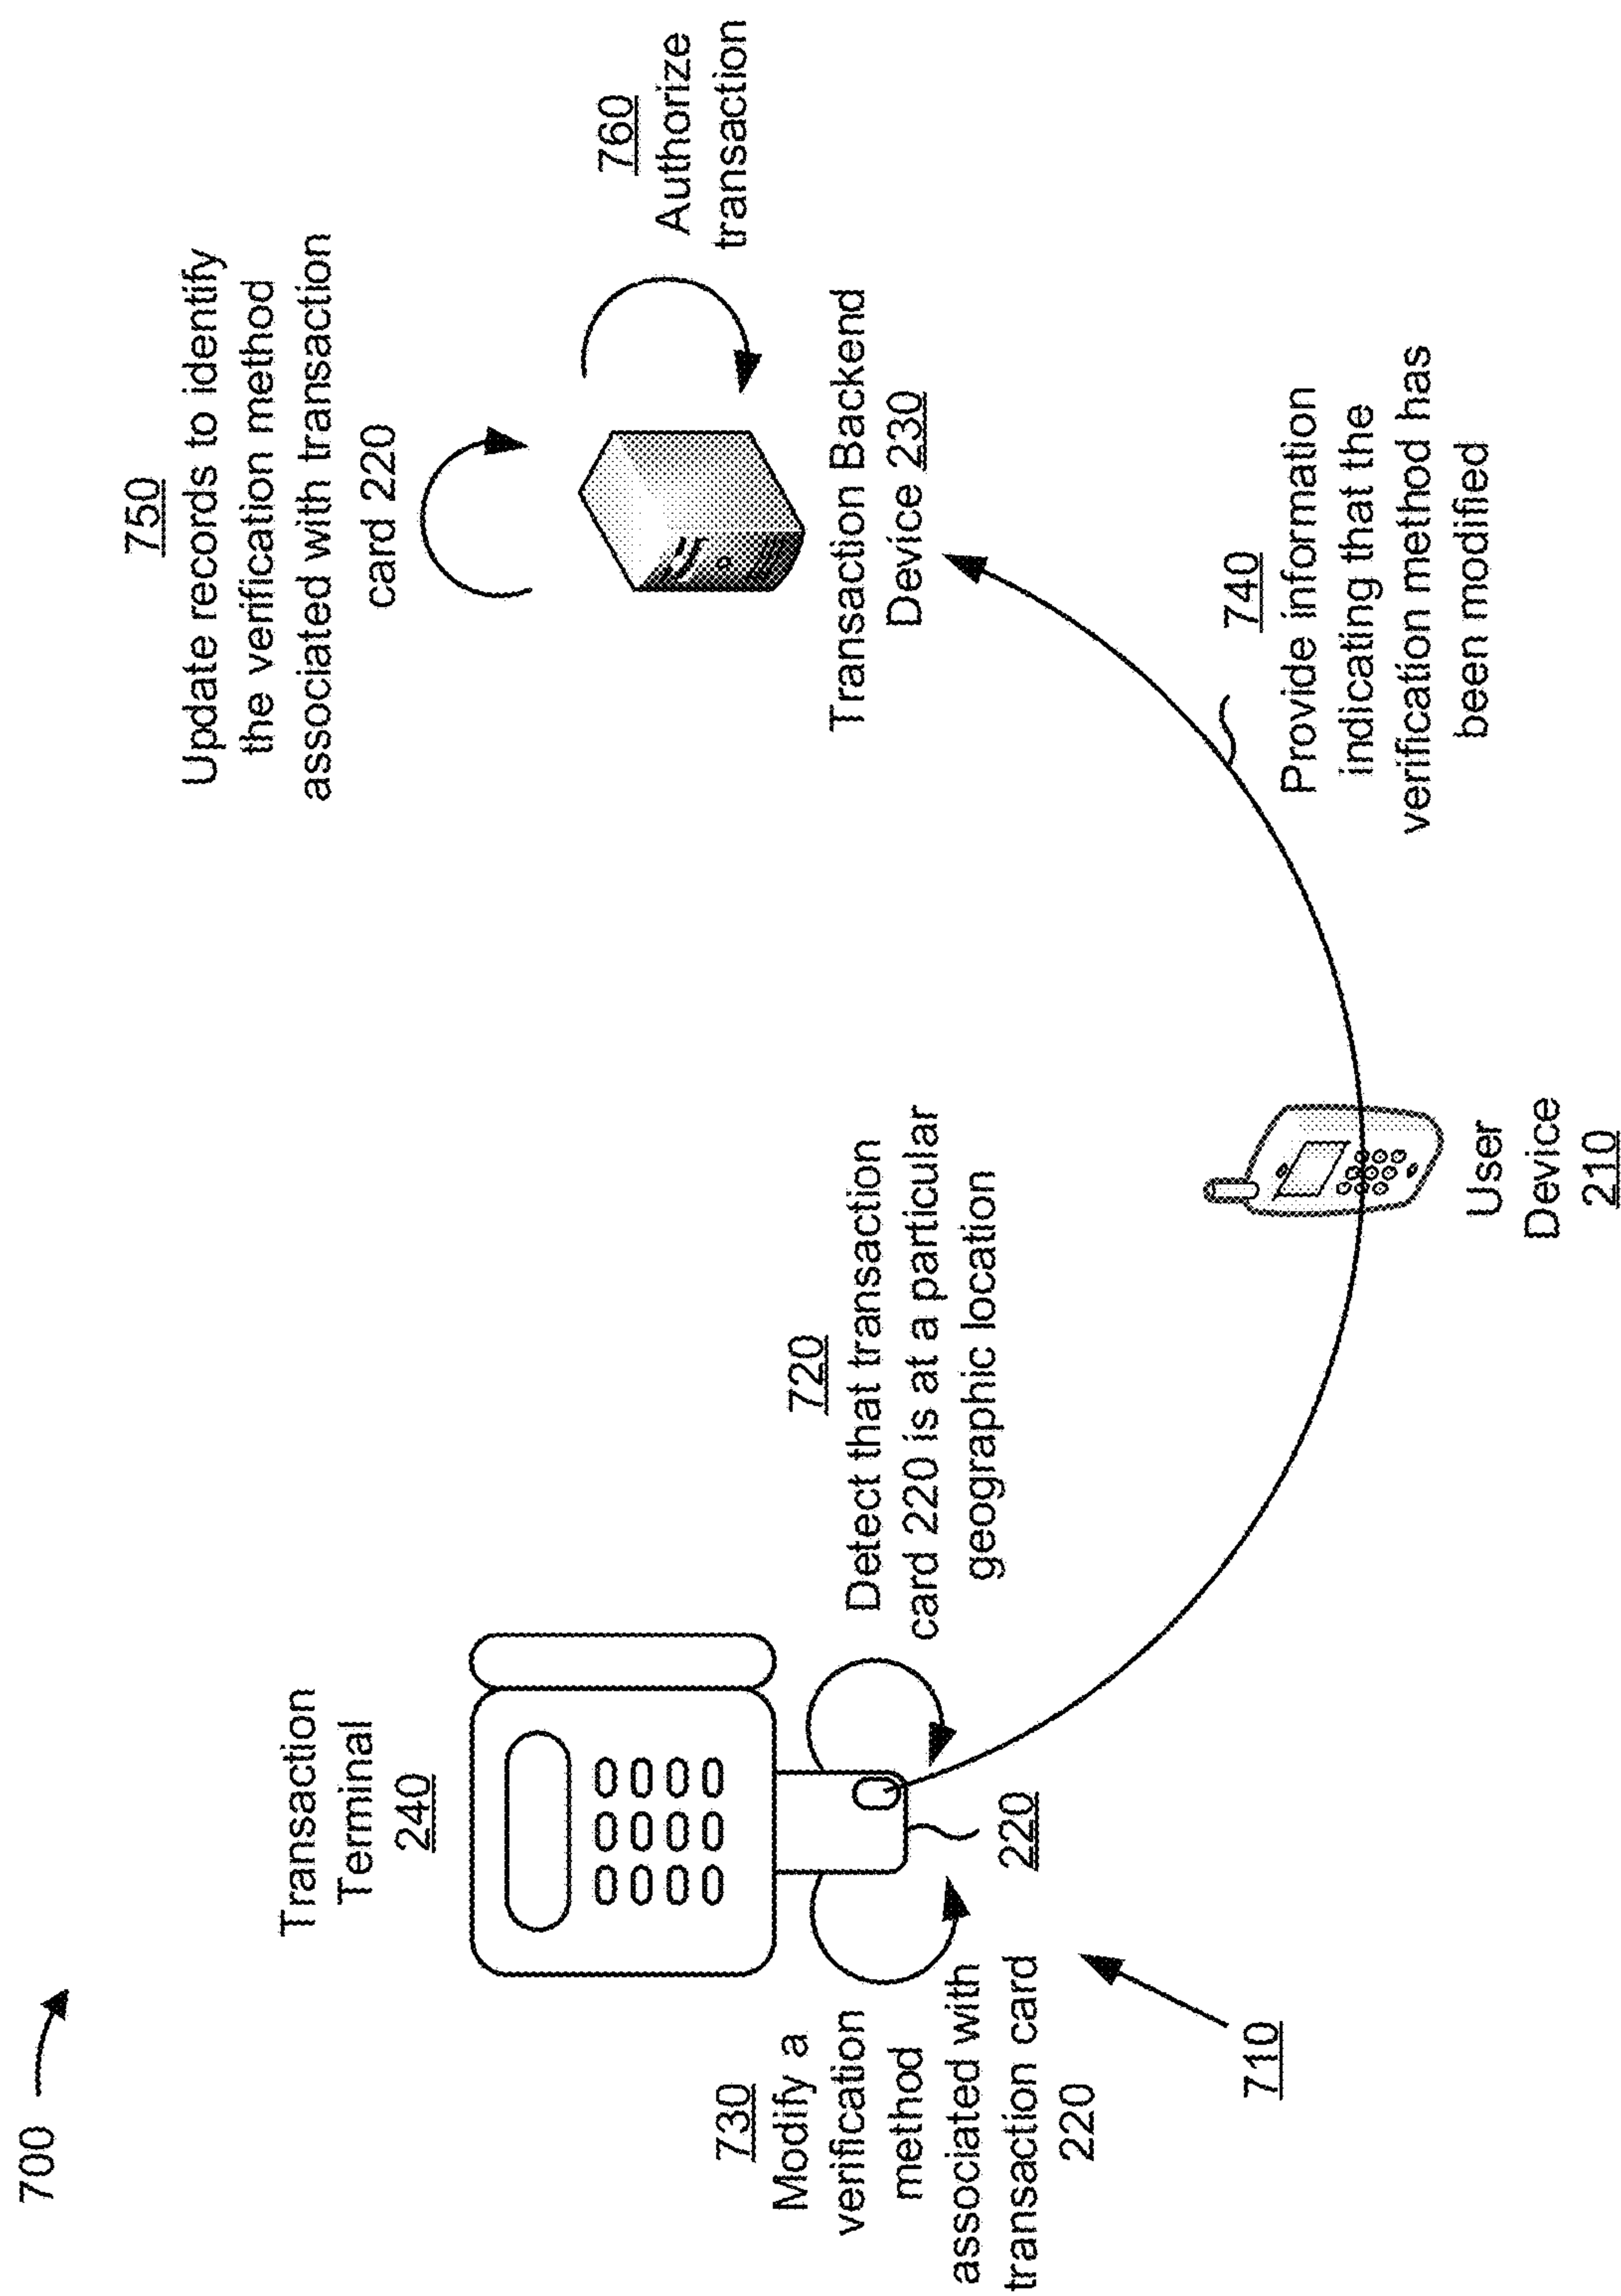 700
Transaction
Terminal
240
730
Modify a
verification
method
associated with
transaction card
220
710
220
720
Detect that transaction
card 220 is at a particular
geographic location
User
Device
210
740
Provide information
indicating that the
verification method has
been modified
750
Update records to identify
the verification method
associated with transaction
card 220
Transaction Backend
Device 230
760
Authorize
transaction